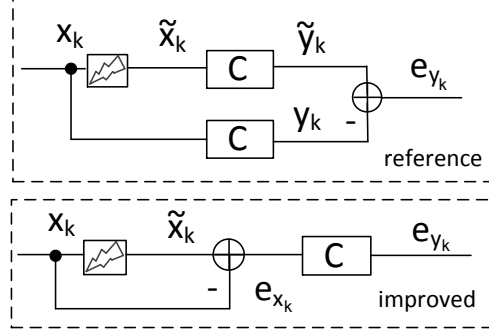 x_k x̃_k C ỹ_k
e_{y_k}
C y_k -
reference
x_k x̃_k C e_{y_k}
- e_{x_k}
improved